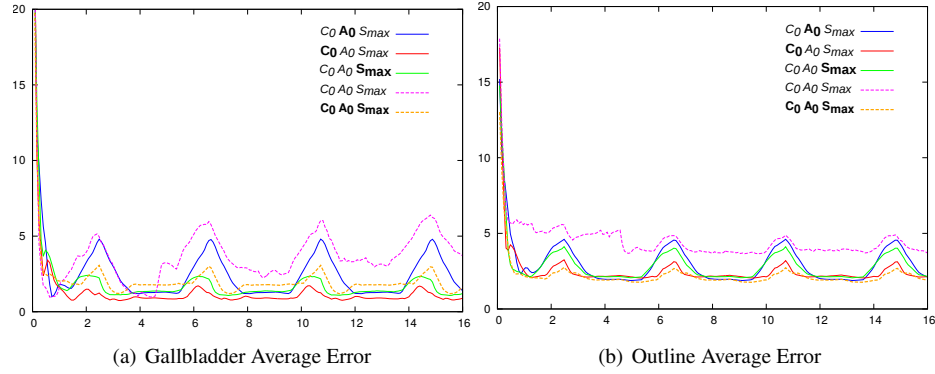 20
15
10
5
0
0 2 4 6 8 10 12 14 16
C0 A0 Smax
C0 A0 Smax
C0 A0 Smax
C0 A0 Smax
C0 A0 Smax
(a) Gallbladder Average Error
20
15
10
5
0
0 2 4 6 8 10 12 14 16
C0 A0 Smax
C0 A0 Smax
C0 A0 Smax
C0 A0 Smax
C0 A0 Smax
(b) Outline Average Error